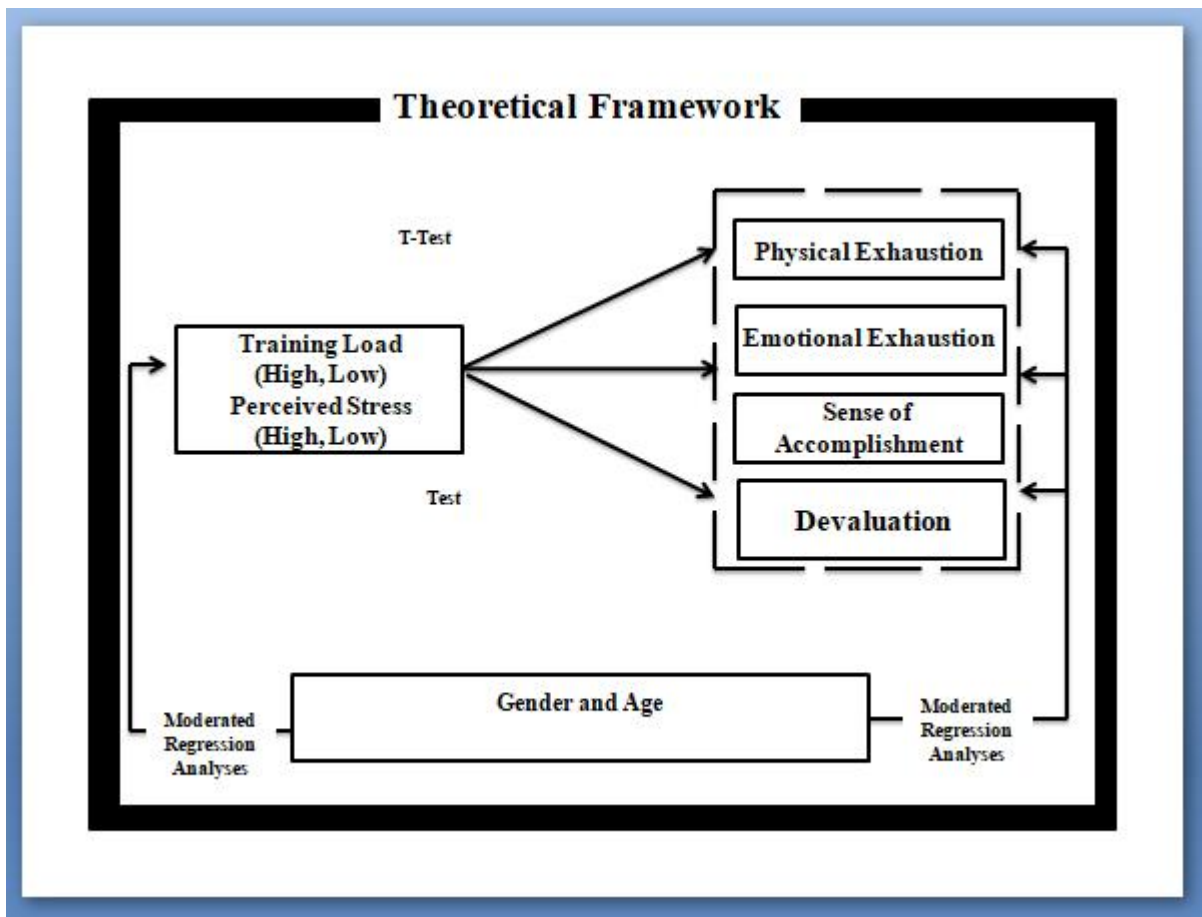 Theoretical Framework
T-Test
Physical Exhaustion
Emotional Exhaustion
Training Load
(High, Low)
Perceived Stress
(High, Low)
Sense of
Accomplishment
Test
Devaluation
Gender and Age
Moderated
Regression
Analyses
Moderated
Regression
Analyses